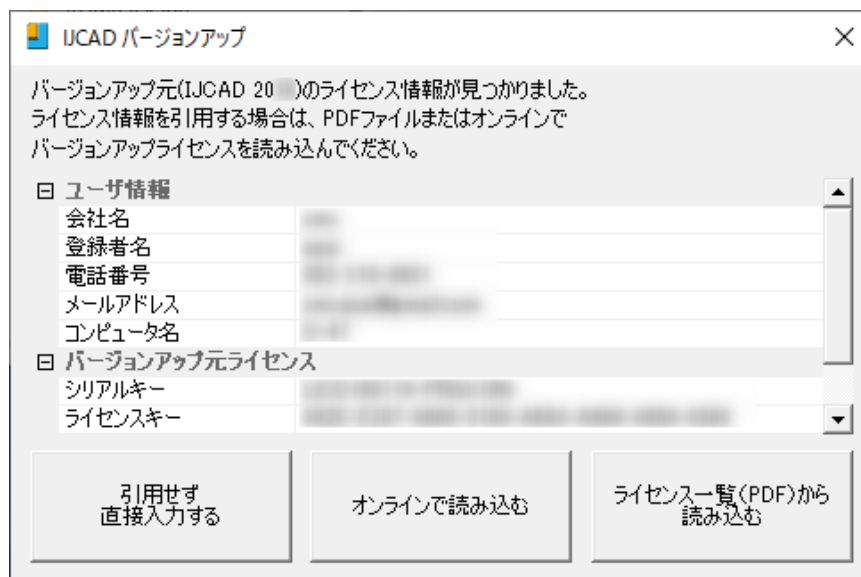 IJCAD バージョンアップ
バージョンアップ元(IJCAD 20 )のライセンス情報が見つかりました。
ライセンス情報を引用する場合は、PDFファイルまたはオンラインで
バージョンアップライセンスを読み込んでください。
ユーザ情報
会社名
登録者名
電話番号
メールアドレス
コンピュータ名
バージョンアップ元ライセンス
シリアルキー
ライセンスキー
引用せず
直接入力する
オンラインで読み込む
ライセンス一覧(PDF)から
読み込む